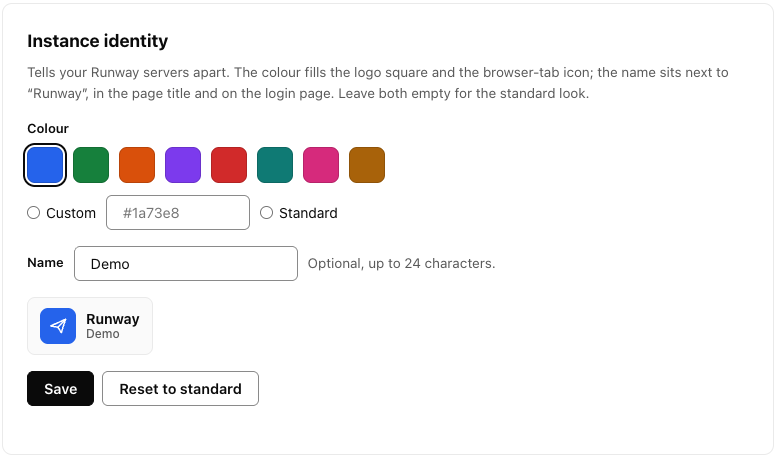 Instance identity
Tells your Runway servers apart. The colour fills the logo square and the browser-tab icon; the name sits next to
“Runway”, in the page title and on the login page. Leave both empty for the standard look.
Colour
Custom #1a73e8 Standard
Name Demo Optional, up to 24 characters.
Runway
Demo
Save Reset to standard